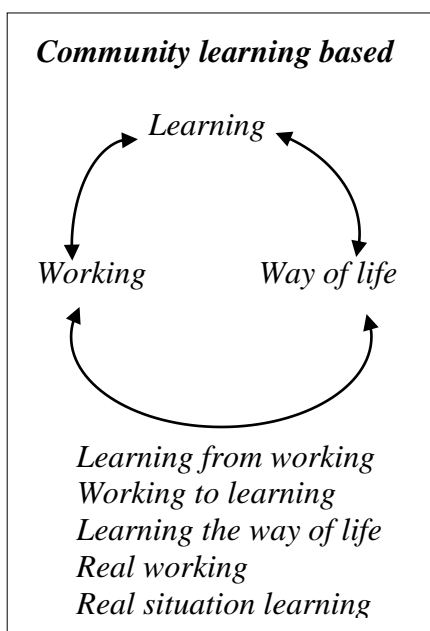 Community learning based
Learning
Working Way of life
Learning from working
Working to learning
Learning the way of life
Real working
Real situation learning